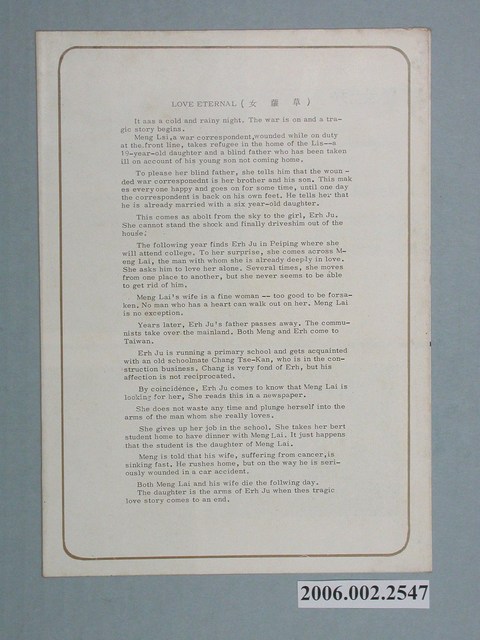 LOVE ETERNAL ( 女 蘿 草 )
It aas a cold and rainy night. The war is on and a tra-
gic story begins.
Meng Lai,a war correspondent,wounded while on duty
at the front line, takes refugee in the home of the Lis--a
19-year-old daughter and a blind father who has been taken
ill on account of his young son not coming home.
To please her blind father, she tells him that the woun -
ded war correspondent is her brother and his son. This mak
es everyone happy and goes on for some time, until one day
the correspondent is back on his own feet. He tells her that
he is already married with a six year-old daughter.
This comes as abolt from the sky to the girl, Erh Ju.
She cannot stand the shock and finally driveshim out of the
house.
The following year finds Erh Ju in Peiping where she
will attend college. To her surprise, she comes across M-
eng Lai, the man with whom she is already deeply in love.
She asks him to love her alone. Several times, she moves
from one place to another, but she never seems to be able
to get rid of him.
Meng Lai's wife is a fine woman -- too good to be forsa-
ken. No man who has a heart can walk out on her. Meng Lai
is no exception.
Years later, Erh Ju's father passes away. The commu-
nists take over the mainland. Both Meng and Erh come to
Taiwan.
Erh Ju is running a primary school and gets acquainted
with an old schoolmate Chang Tse-Kan, who is in the con-
struction business. Chang is very fond of Erh, but his
affection is not reciprocated.
By coincidence, Erh Ju comes to know that Meng Lai is
looking for her, She reads this in a newspaper.
She does not waste any time and plunge herself into the
arms of the man whom she really loves.
She gives up her job in the school. She takes her bert
student home to have dinner with Meng Lai. It just happens
that the student is the daughter of Meng Lai.
Meng is told that his wife, suffering from cancer,is
sinking fast. He rushes home, but on the way he is seri-
ously wounded in a car accident.
Both Meng Lai and his wife die the follwing day.
The daughter is the arms of Erh Ju when thes tragic
love story comes to an end.
2006.002.2547